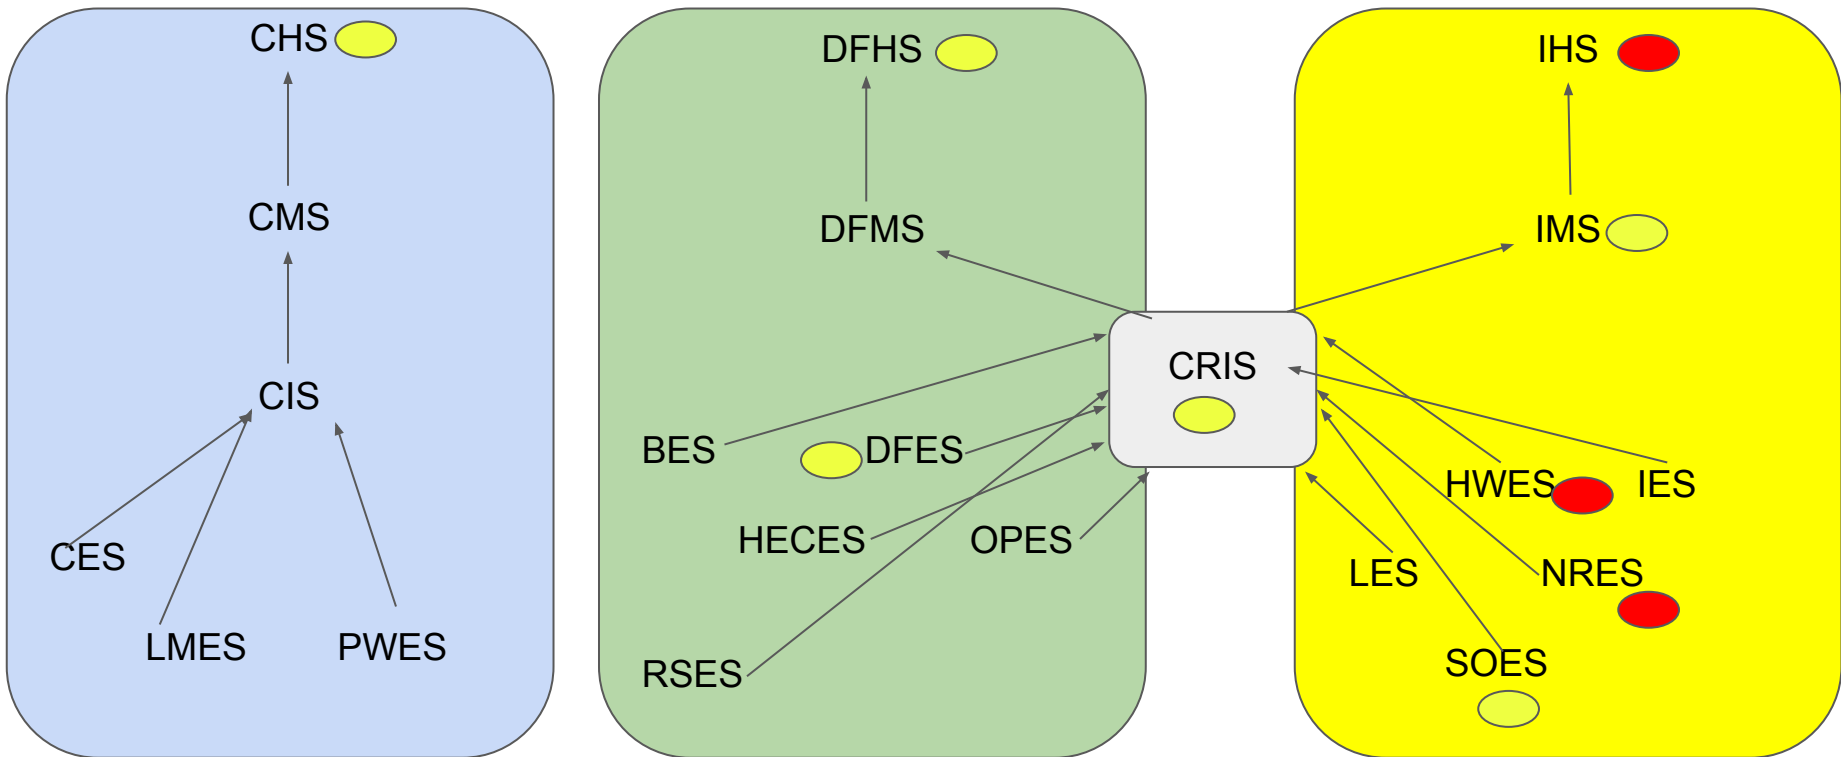 CHS
CMS
CIS
CES
LMES
PWES
DFHS
DFMS
BES
DFES
HECES
OPES
RSES
CRIS
IHS
IMS
HWES
IES
LES
NRES
SOES